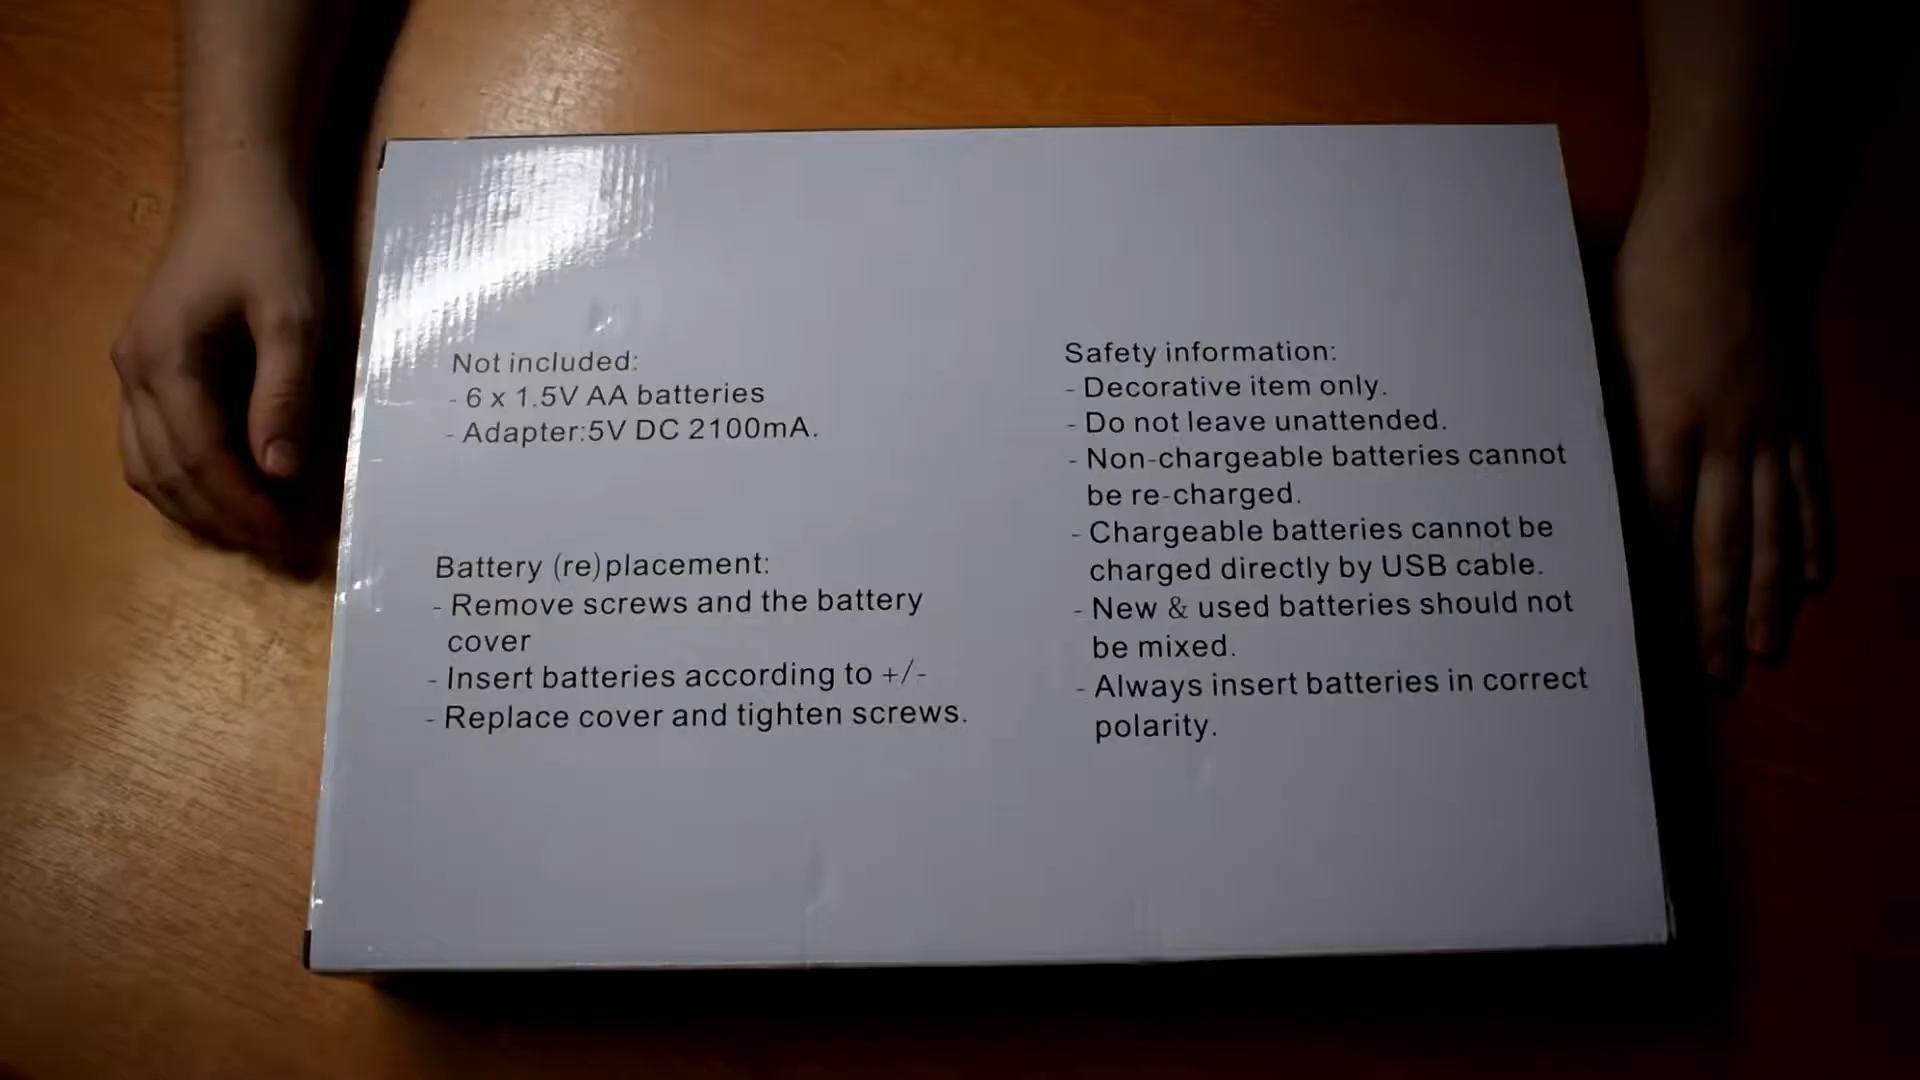 Not included:
- 6 x 1.5V AA batteries
- Adapter:5V DC 2100mA.
Battery (re)placement:
- Remove screws and the battery
cover
- Insert batteries according to +/-
- Replace cover and tighten screws.
Safety information:
- Decorative item only.
- Do not leave unattended.
- Non-chargeable batteries cannot
be re-charged.
- Chargeable batteries cannot be
charged directly by USB cable.
- New & used batteries should not
be mixed.
- Always insert batteries in correct
polarity.